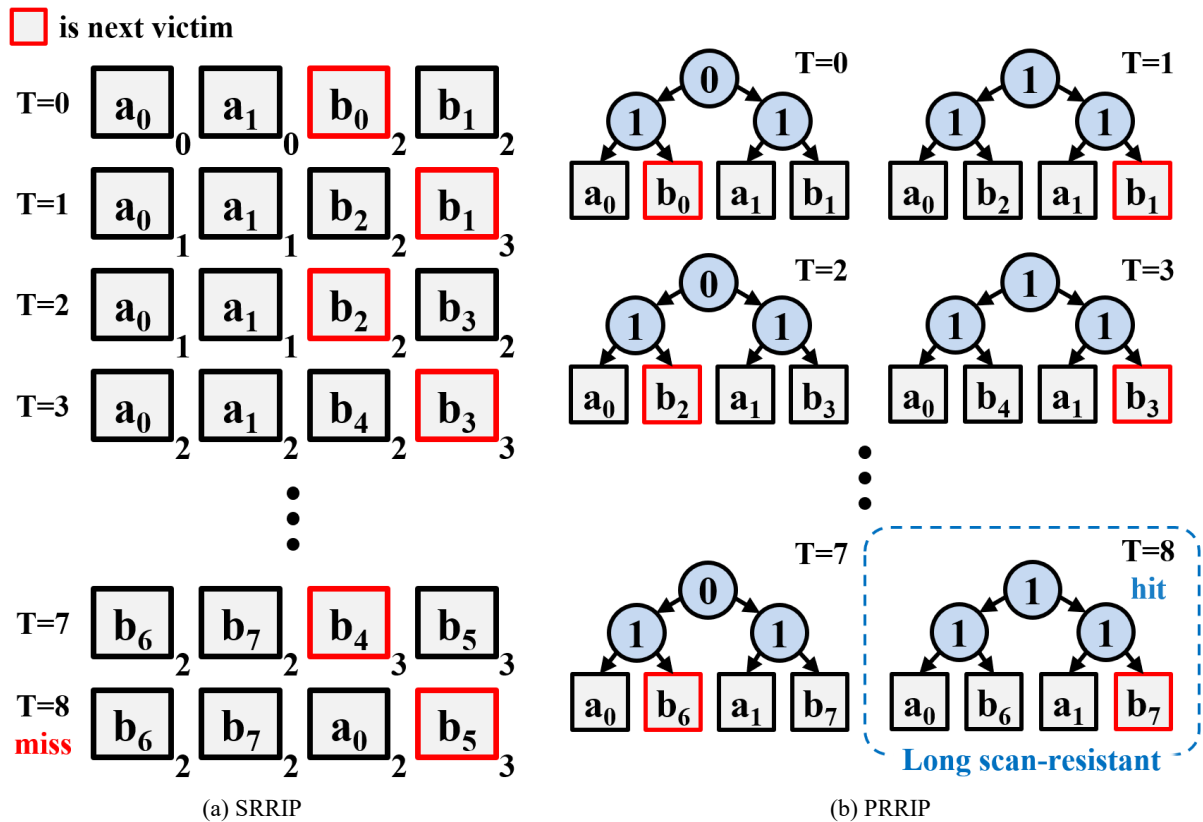 is next victim
T=0 a₀ 0 a₁ 0 b₀ 2 b₁ 2
T=1 a₀ 1 a₁ 1 b₂ 2 b₁ 3
T=2 a₀ 1 a₁ 1 b₂ 2 b₃ 2
T=3 a₀ 2 a₁ 2 b₄ 2 b₃ 3
T=7 b₆ 2 b₇ 2 b₄ 3 b₅ 3
T=8 b₆ 2 b₇ 2 a₀ 2 b₅ 3
miss
(a) SRRIP
T=0
0
1 1
a₀ b₀ a₁ b₁
T=1
1
1 1
a₀ b₂ a₁ b₁
T=2
0
1 1
a₀ b₂ a₁ b₃
T=3
1
1 1
a₀ b₄ a₁ b₃
T=7
0
1 1
a₀ b₆ a₁ b₇
T=8
hit
1
1 1
a₀ b₆ a₁ b₇
Long scan-resistant
(b) PRRIP